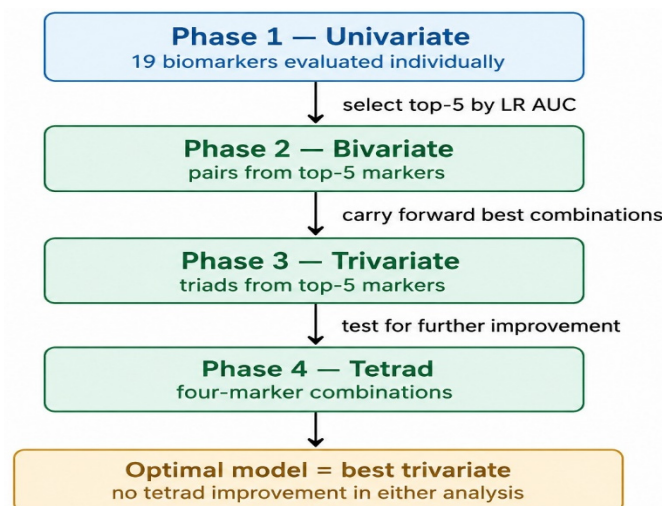 Phase 1 — Univariate
19 biomarkers evaluated individually
select top-5 by LR AUC
Phase 2 — Bivariate
pairs from top-5 markers
carry forward best combinations
Phase 3 — Trivariate
triads from top-5 markers
test for further improvement
Phase 4 — Tetrad
four-marker combinations
Optimal model = best trivariate
no tetrad improvement in either analysis